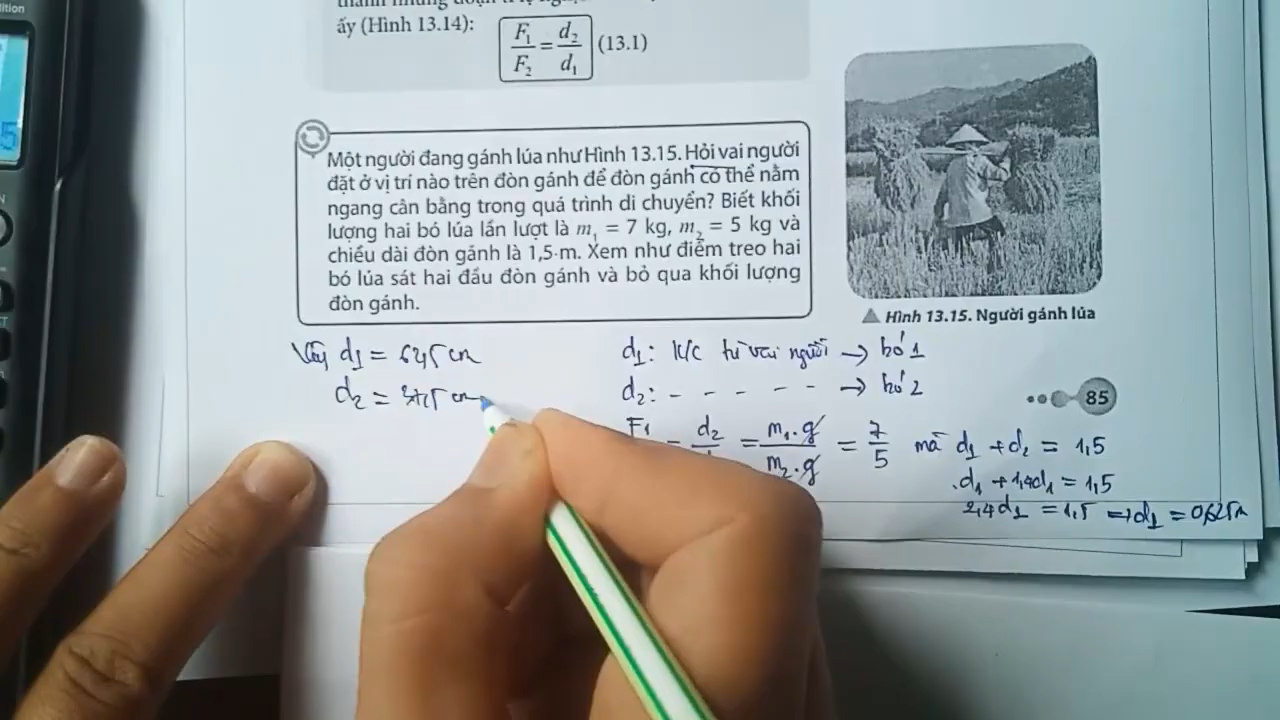 ition
5
ấy (Hình 13.14):
F₁/F₂ = d₂/d₁ (13.1)
Một người đang gánh lúa như Hình 13.15. Hỏi vai người
đặt ở vị trí nào trên đòn gánh để đòn gánh có thể nằm
ngang cân bằng trong quá trình di chuyển? Biết khối
lượng hai bó lúa lần lượt là m₁ = 7 kg, m₂ = 5 kg và
chiều dài đòn gánh là 1,5 m. Xem như điểm treo hai
bó lúa sát hai đầu đòn gánh và bỏ qua khối lượng
đòn gánh.
Hình 13.15. Người gánh lúa
85
Vậy d₁ = 62,5 cm
d₂ = 37,5 cm
d₁: K/c từ vai người → bó 1
d₂: - - - - - → bó 2
F₁ = d₂ = m₁.g/m₂.g = 7/5 mà d₁ + d₂ = 1,5
d₁ + 1,4d₁ = 1,5
2,4d₁ = 1,5 ⇒ d₁ = 0,625m